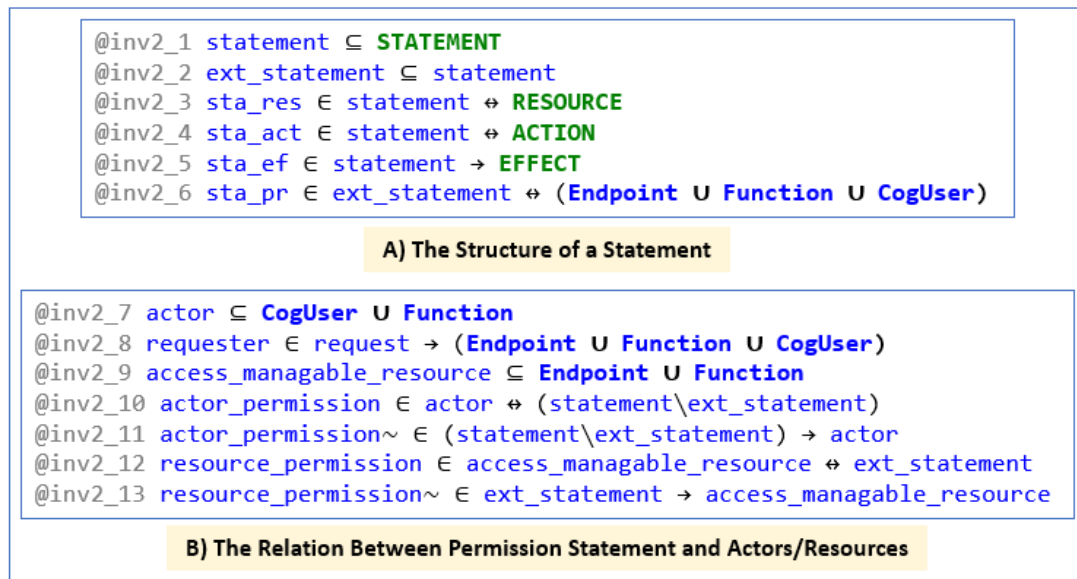 @inv2_1 statement ⊆ STATEMENT
@inv2_2 ext_statement ⊆ statement
@inv2_3 sta_res ∈ statement ↔ RESOURCE
@inv2_4 sta_act ∈ statement ↔ ACTION
@inv2_5 sta_ef ∈ statement → EFFECT
@inv2_6 sta_pr ∈ ext_statement ↔ (Endpoint ∪ Function ∪ CogUser)
A) The Structure of a Statement
@inv2_7 actor ⊆ CogUser ∪ Function
@inv2_8 requester ∈ request → (Endpoint ∪ Function ∪ CogUser)
@inv2_9 access_managable_resource ⊆ Endpoint ∪ Function
@inv2_10 actor_permission ∈ actor ↔ (statement\ext_statement)
@inv2_11 actor_permission~ ∈ (statement\ext_statement) → actor
@inv2_12 resource_permission ∈ access_managable_resource ↔ ext_statement
@inv2_13 resource_permission~ ∈ ext_statement → access_managable_resource
B) The Relation Between Permission Statement and Actors/Resources